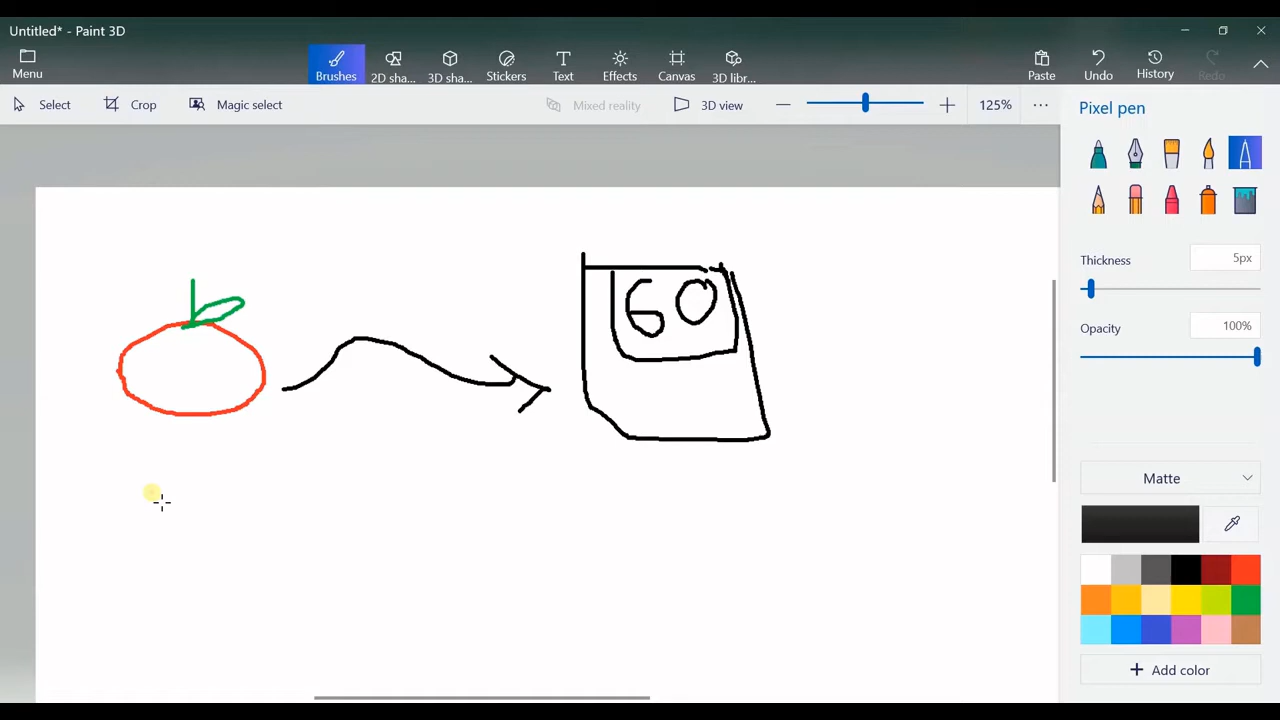 Untitled* - Paint 3D
Menu
Brushes
2D sha...
3D sha...
Stickers
Text
Effects
Canvas
3D libr...
Paste
Undo
History
Redo
Select
Crop
Magic select
Mixed reality
3D view
125%
Pixel pen
Thickness
5px
Opacity
100%
60
Matte
Add color